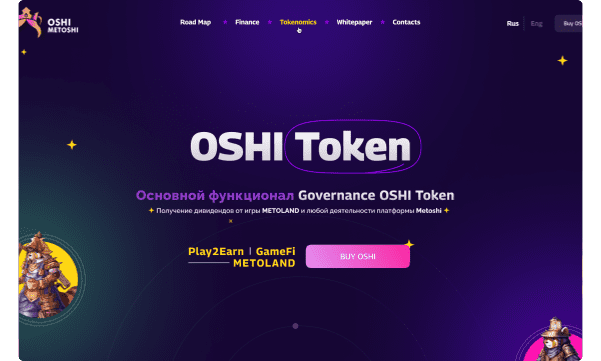 OSHI
METOSHI
Road Map
Finance
Tokenomics
Whitepaper
Contacts
Rus
Eng
Buy OS
OSHI Token
Основной функционал Governance OSHI Token
Получение дивидендов от игры METOLAND и любой деятельности платформы Metoshi
Play2Earn | GameFi
METOLAND
BUY OSHI